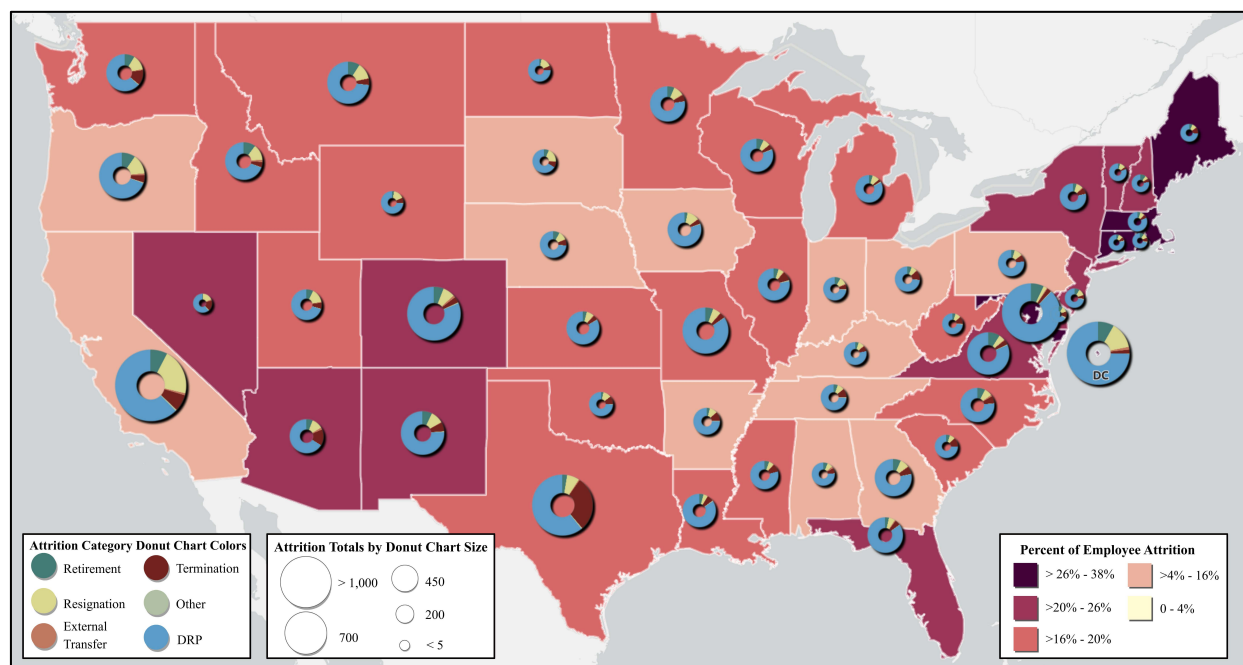 DC
Attrition Category Donut Chart Colors
Retirement
Termination
Resignation
Other
External
Transfer
DRP
Attrition Totals by Donut Chart Size
> 1,000
450
200
700
< 5
Percent of Employee Attrition
> 26% - 38%
>4% - 16%
>20% - 26%
0 - 4%
>16% - 20%